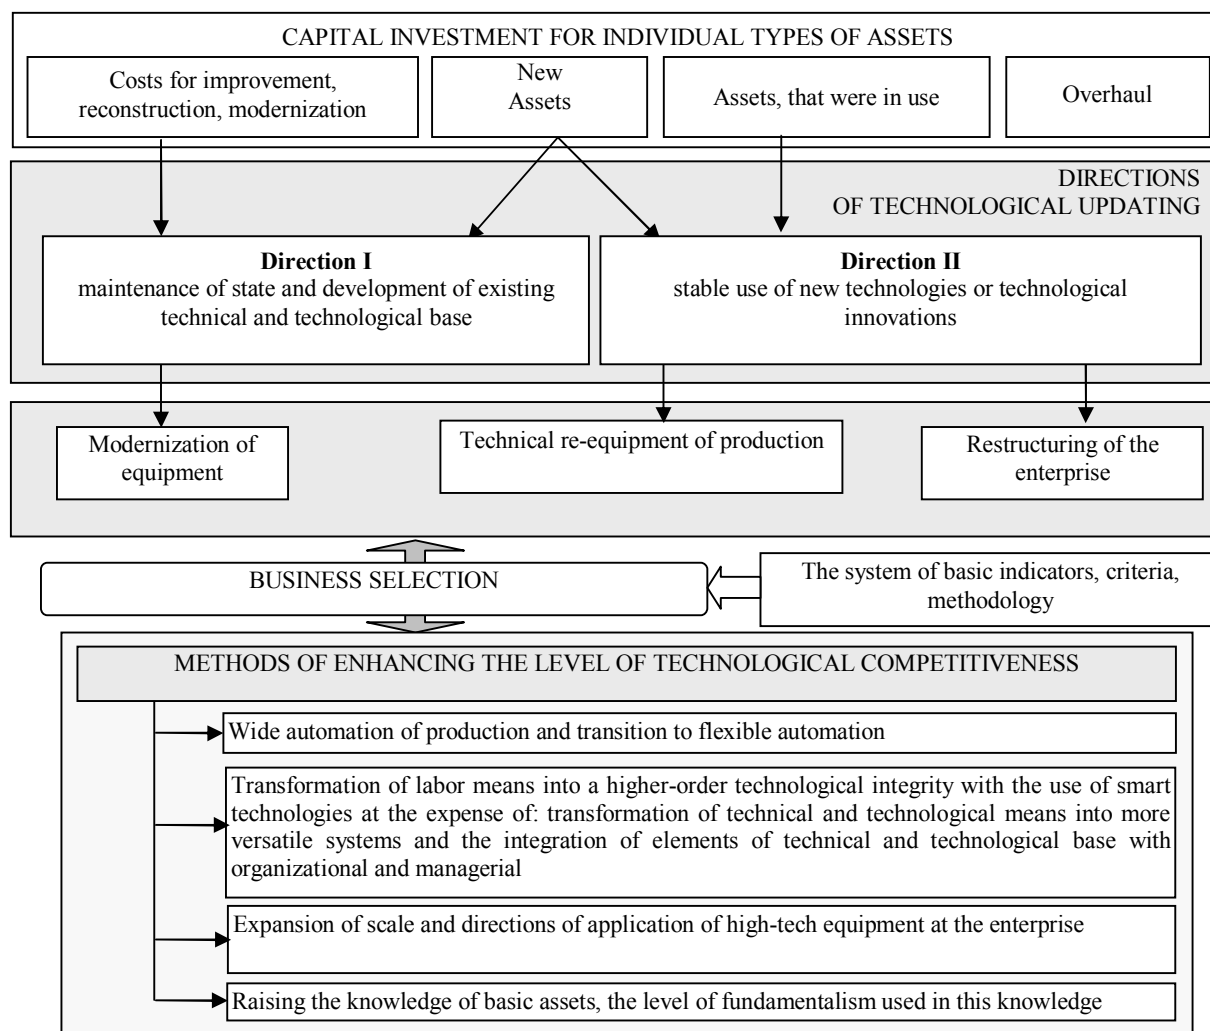 CAPITAL INVESTMENT FOR INDIVIDUAL TYPES OF ASSETS
Costs for improvement,
reconstruction, modernization
New
Assets
Assets, that were in use
Overhaul
DIRECTIONS
OF TECHNOLOGICAL UPDATING
Direction I
maintenance of state and development of existing
technical and technological base
Direction II
stable use of new technologies or technological
innovations
Modernization of
equipment
Technical re-equipment of production
Restructuring of the
enterprise
BUSINESS SELECTION
The system of basic indicators, criteria,
methodology
METHODS OF ENHANCING THE LEVEL OF TECHNOLOGICAL COMPETITIVENESS
Wide automation of production and transition to flexible automation
Transformation of labor means into a higher-order technological integrity with the use of smart
technologies at the expense of: transformation of technical and technological means into more
versatile systems and the integration of elements of technical and technological base with
organizational and managerial
Expansion of scale and directions of application of high-tech equipment at the enterprise
Raising the knowledge of basic assets, the level of fundamentalism used in this knowledge